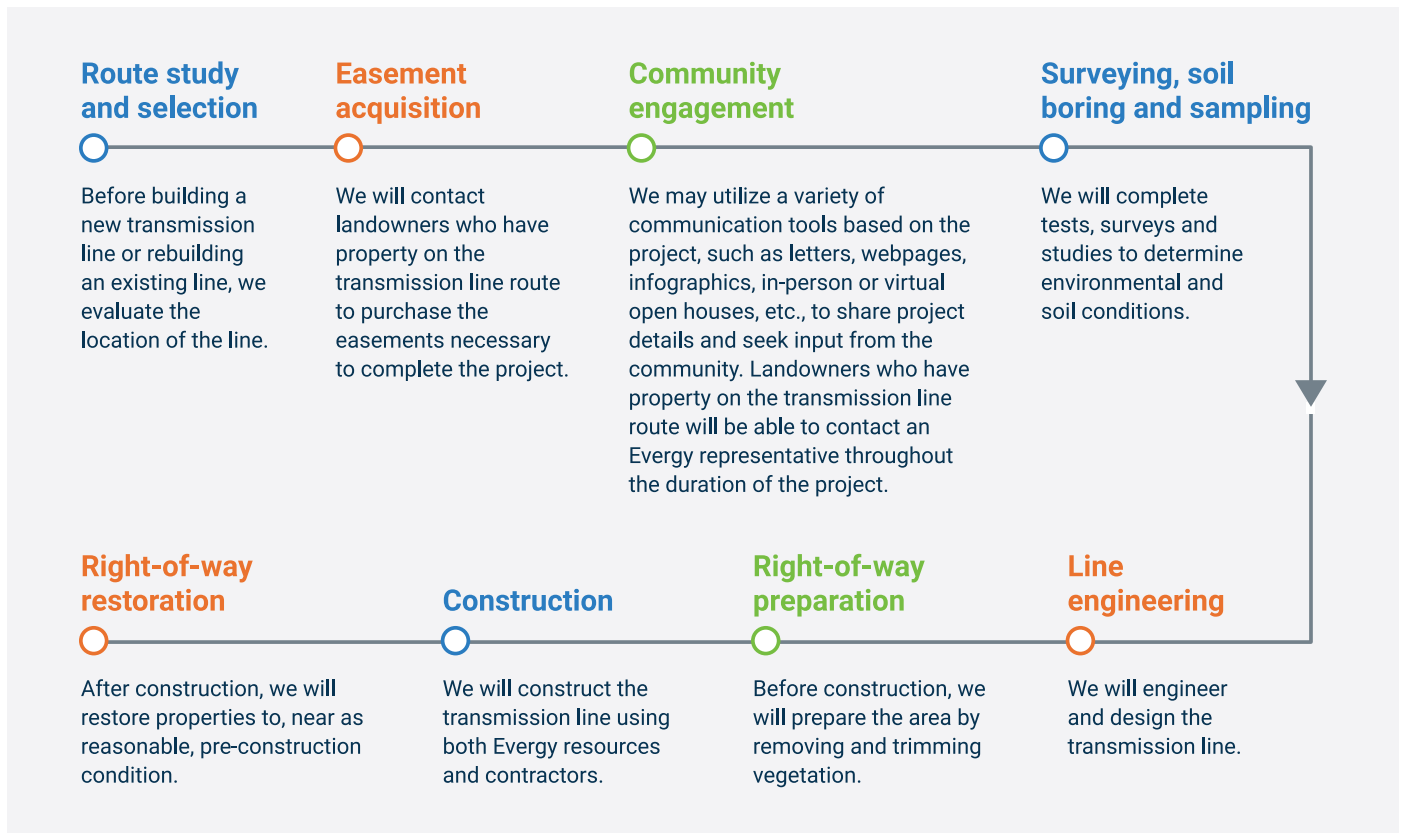 Route study
and selection
Before building a
new transmission
line or rebuilding
an existing line, we
evaluate the
location of the line.
Easement
acquisition
We will contact
landowners who have
property on the
transmission line route
to purchase the
easements necessary
to complete the project.
Community
engagement
We may utilize a variety of
communication tools based on the
project, such as letters, webpages,
infographics, in-person or virtual
open houses, etc., to share project
details and seek input from the
community. Landowners who have
property on the transmission line
route will be able to contact an
Evergy representative throughout
the duration of the project.
Surveying, soil
boring and sampling
We will complete
tests, surveys and
studies to determine
environmental and
soil conditions.
Line
engineering
We will engineer
and design the
transmission line.
Right-of-way
preparation
Before construction, we
will prepare the area by
removing and trimming
vegetation.
Construction
We will construct the
transmission line using
both Evergy resources
and contractors.
Right-of-way
restoration
After construction, we will
restore properties to, near as
reasonable, pre-construction
condition.